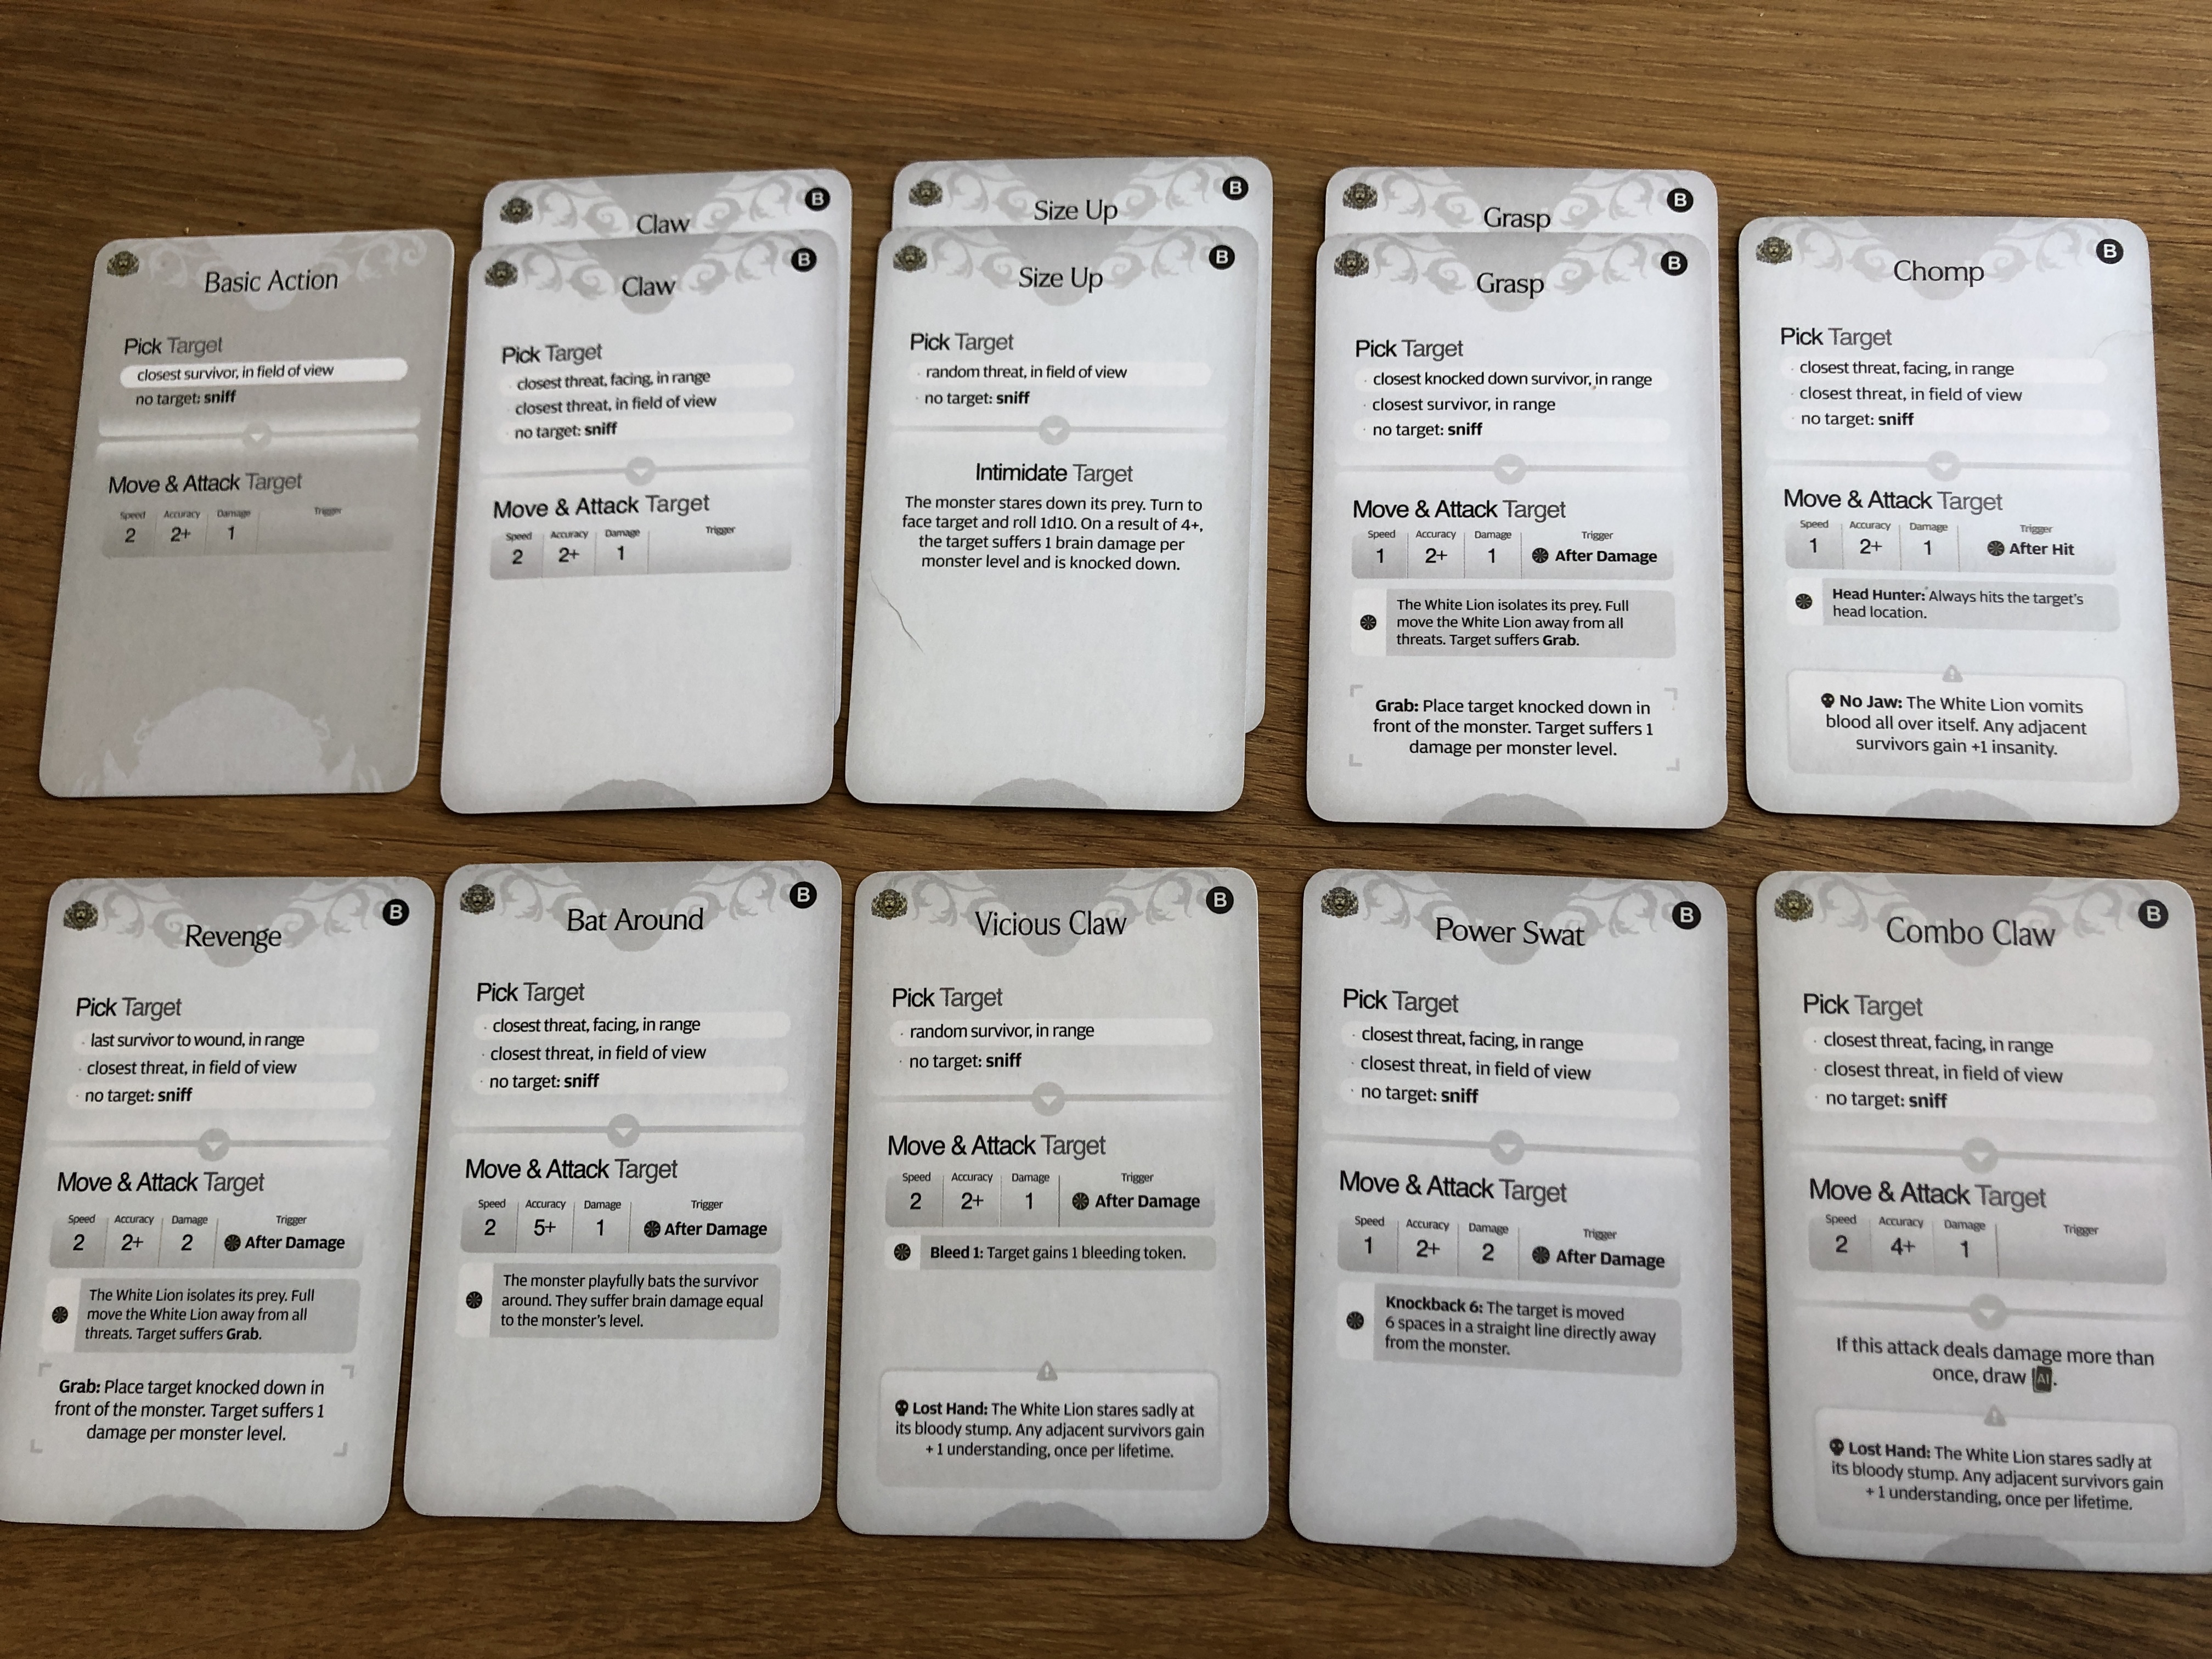 Basic Action
Pick Target
closest survivor, in field of view
no target: sniff
Move & Attack Target
Speed Accuracy Damage Trigger
2 2+ 1
B
Claw
B
Claw
Pick Target
· closest threat, facing, in range
· closest threat, in field of view
· no target: sniff
Move & Attack Target
Speed Accuracy Damage Trigger
2 2+ 1
B
Size Up
B
Size Up
Pick Target
· random threat, in field of view
· no target: sniff
Intimidate Target
The monster stares down its prey. Turn to
face target and roll 1d10. On a result of 4+,
the target suffers 1 brain damage per
monster level and is knocked down.
B
Grasp
B
Grasp
Pick Target
· closest knocked down survivor, in range
· closest survivor, in range
· no target: sniff
Move & Attack Target
Speed Accuracy Damage Trigger
1 2+ 1 After Damage
The White Lion isolates its prey. Full
move the White Lion away from all
threats. Target suffers Grab.
Grab: Place target knocked down in
front of the monster. Target suffers 1
damage per monster level.
B
Chomp
Pick Target
· closest threat, facing, in range
· closest threat, in field of view
· no target: sniff
Move & Attack Target
Speed Accuracy Damage Trigger
1 2+ 1 After Hit
Head Hunter: Always hits the target's
head location.
No Jaw: The White Lion vomits
blood all over itself. Any adjacent
survivors gain +1 insanity.
B
Revenge
Pick Target
· last survivor to wound, in range
· closest threat, in field of view
· no target: sniff
Move & Attack Target
Speed Accuracy Damage Trigger
2 2+ 2 After Damage
The White Lion isolates its prey. Full
move the White Lion away from all
threats. Target suffers Grab.
Grab: Place target knocked down in
front of the monster. Target suffers 1
damage per monster level.
B
Bat Around
Pick Target
· closest threat, facing, in range
· closest threat, in field of view
· no target: sniff
Move & Attack Target
Speed Accuracy Damage Trigger
2 5+ 1 After Damage
The monster playfully bats the survivor
around. They suffer brain damage equal
to the monster's level.
B
Vicious Claw
Pick Target
· random survivor, in range
· no target: sniff
Move & Attack Target
Speed Accuracy Damage Trigger
2 2+ 1 After Damage
Bleed 1: Target gains 1 bleeding token.
Lost Hand: The White Lion stares sadly at
its bloody stump. Any adjacent survivors gain
+1 understanding, once per lifetime.
B
Power Swat
Pick Target
· closest threat, facing, in range
· closest threat, in field of view
· no target: sniff
Move & Attack Target
Speed Accuracy Damage Trigger
1 2+ 2 After Damage
Knockback 6: The target is moved
6 spaces in a straight line directly away
from the monster.
B
Combo Claw
Pick Target
· closest threat, facing, in range
· closest threat, in field of view
· no target: sniff
Move & Attack Target
Speed Accuracy Damage Trigger
2 4+ 1
If this attack deals damage more than
once, draw AI.
Lost Hand: The White Lion stares sadly at
its bloody stump. Any adjacent survivors gain
+1 understanding, once per lifetime.